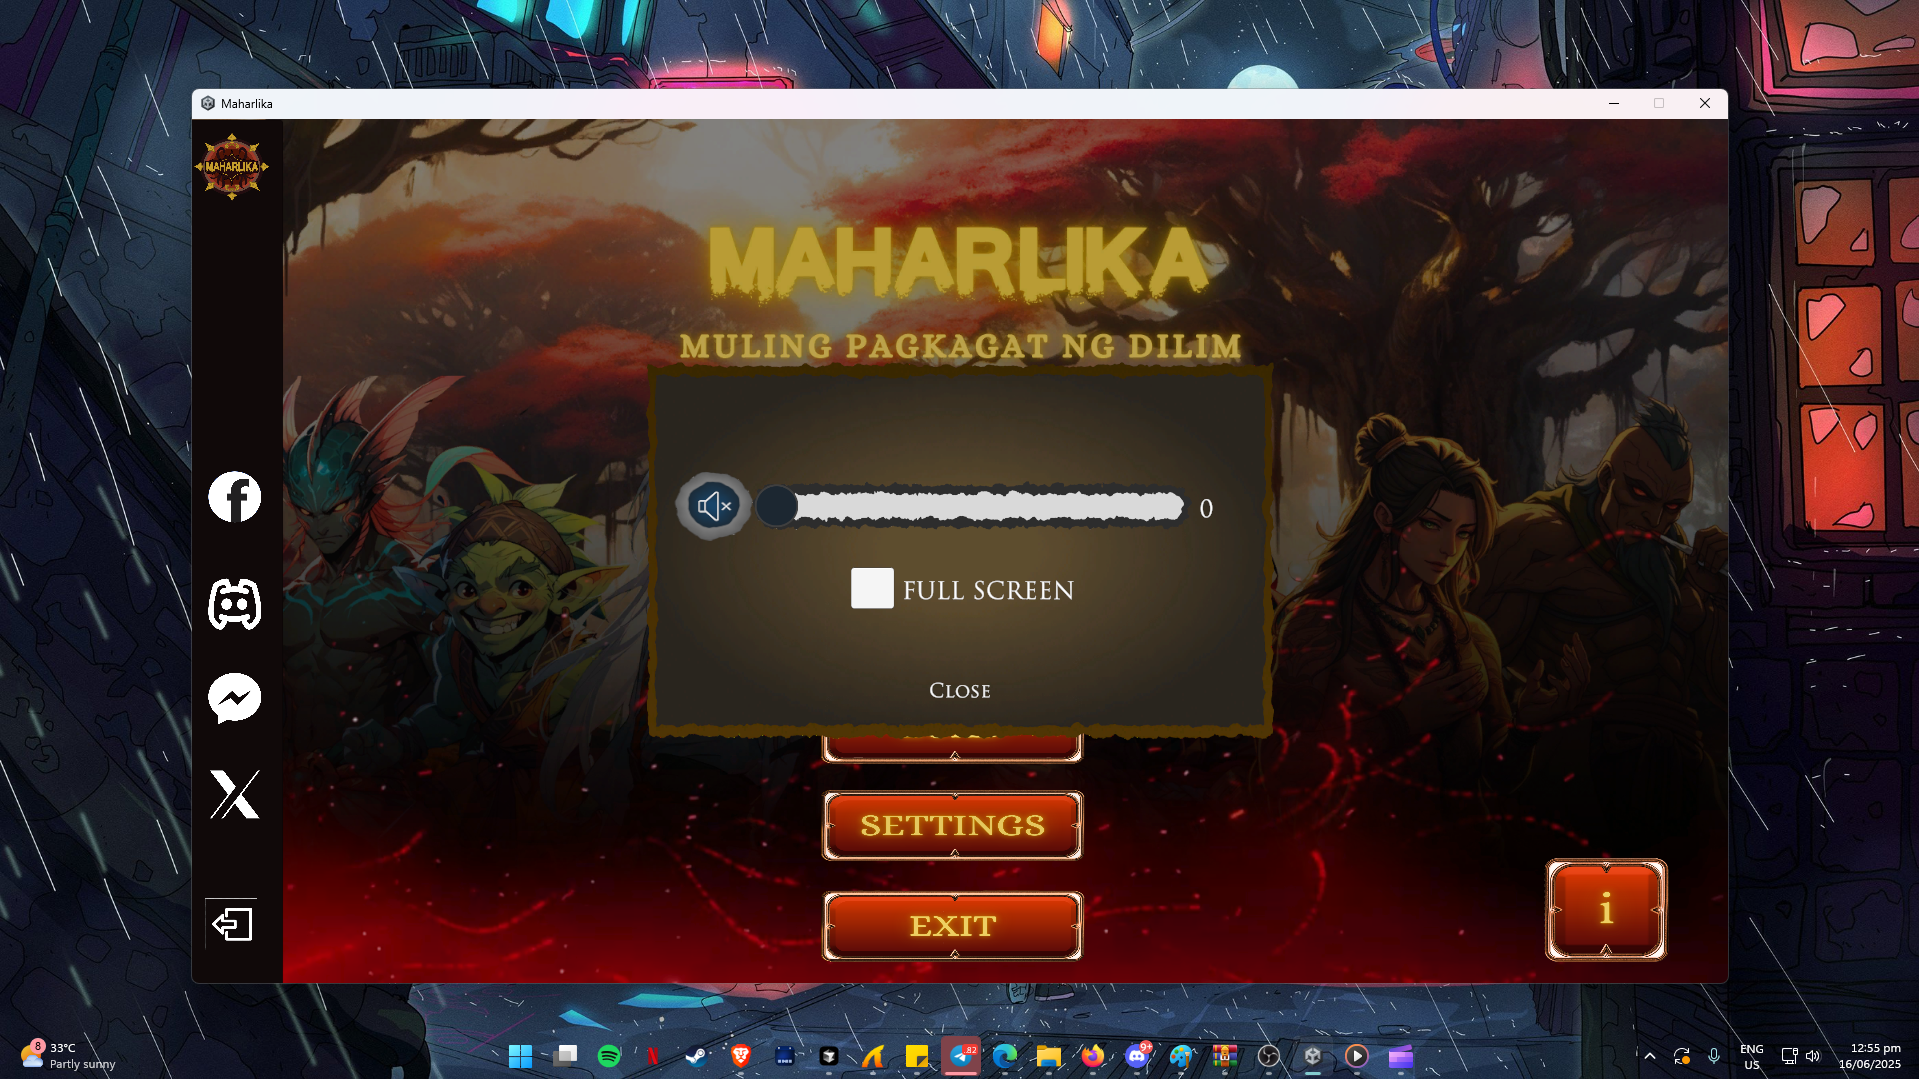 Maharlika
MAHARLIKA
MAHARLIKA
MULING PAGKAGAT NG DILIM
0
FULL SCREEN
CLOSE
SETTINGS
EXIT
i
8
33°C
Partly sunny
82
9+
ENG
US
12:55 pm
16/06/2025